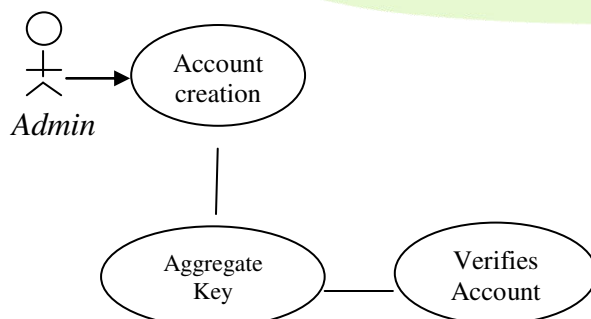 Account
creation
Admin
Aggregate
Key
Verifies
Account